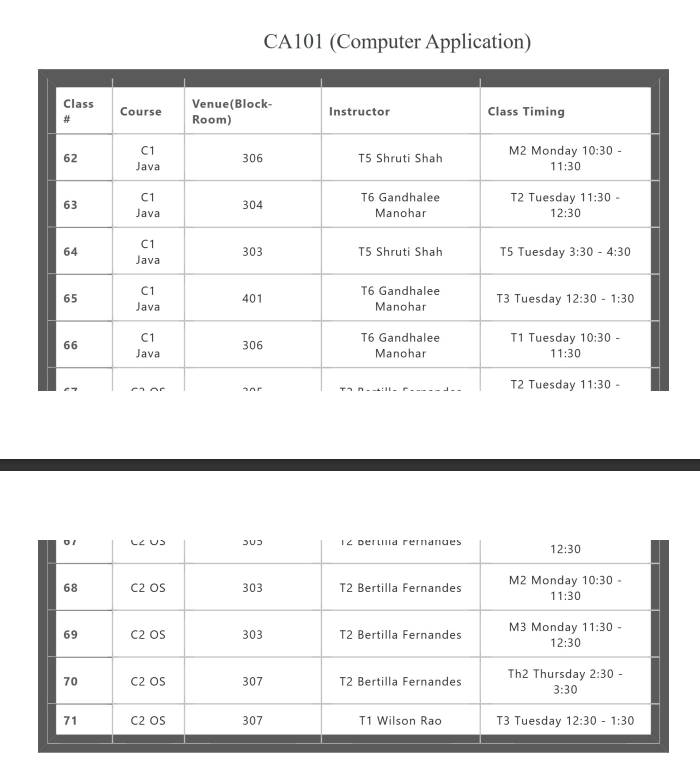 CA101 (Computer Application)
Class
#
Course
Venue(Block-
Room)
Instructor
Class Timing
62
C1
Java
306
T5 Shruti Shah
M2 Monday 10:30 -
11:30
63
C1
Java
304
T6 Gandhalee
Manohar
T2 Tuesday 11:30 -
12:30
64
C1
Java
303
T5 Shruti Shah
T5 Tuesday 3:30 - 4:30
65
C1
Java
401
T6 Gandhalee
Manohar
T3 Tuesday 12:30 - 1:30
66
C1
Java
306
T6 Gandhalee
Manohar
T1 Tuesday 10:30 -
11:30
67
C2 OS
305
T2 Bertilla Fernandes
T2 Tuesday 11:30 -
67
C2 OS
305
T2 Bertilla Fernandes
12:30
68
C2 OS
303
T2 Bertilla Fernandes
M2 Monday 10:30 -
11:30
69
C2 OS
303
T2 Bertilla Fernandes
M3 Monday 11:30 -
12:30
70
C2 OS
307
T2 Bertilla Fernandes
Th2 Thursday 2:30 -
3:30
71
C2 OS
307
T1 Wilson Rao
T3 Tuesday 12:30 - 1:30